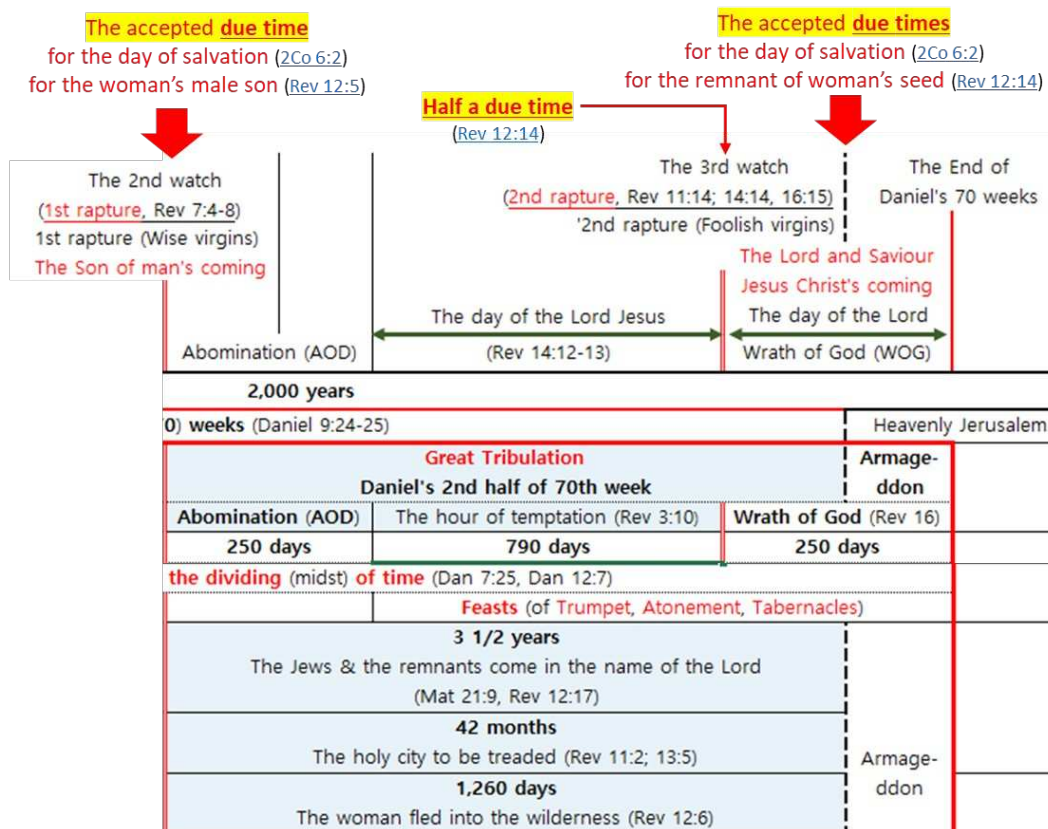 The accepted due time
for the day of salvation (2Co 6:2)
for the woman's male son (Rev 12:5)
The accepted due times
for the day of salvation (2Co 6:2)
for the remnant of woman's seed (Rev 12:14)
Half a due time
(Rev 12:14)
The 2nd watch
(1st rapture, Rev 7:4-8)
1st rapture (Wise virgins)
The Son of man's coming
The 3rd watch
(2nd rapture, Rev 11:14; 14:14, 16:15)
'2nd rapture (Foolish virgins)
The End of
Daniel's 70 weeks
The Lord and Saviour
Jesus Christ's coming
Abomination (AOD)
The day of the Lord Jesus
(Rev 14:12-13)
The day of the Lord
Wrath of God (WOG)
2,000 years
0) weeks (Daniel 9:24-25)
Heavenly Jerusalem
Great Tribulation
Daniel's 2nd half of 70th week
Armage-
ddon
Abomination (AOD)
The hour of temptation (Rev 3:10)
Wrath of God (Rev 16)
250 days
790 days
250 days
the dividing (midst) of time (Dan 7:25, Dan 12:7)
Feasts (of Trumpet, Atonement, Tabernacles)
3 1/2 years
The Jews & the remnants come in the name of the Lord
(Mat 21:9, Rev 12:17)
42 months
The holy city to be treaded (Rev 11:2; 13:5)
Armage-
ddon
1,260 days
The woman fled into the wilderness (Rev 12:6)